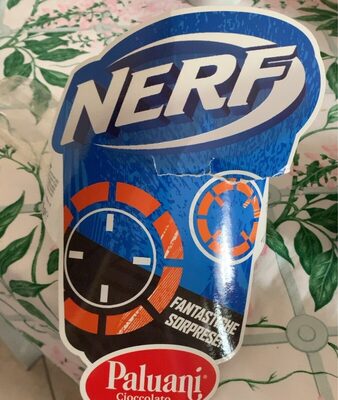 NERF
FANTASTICHE
SORPRESE
Paluani
Cioccolato